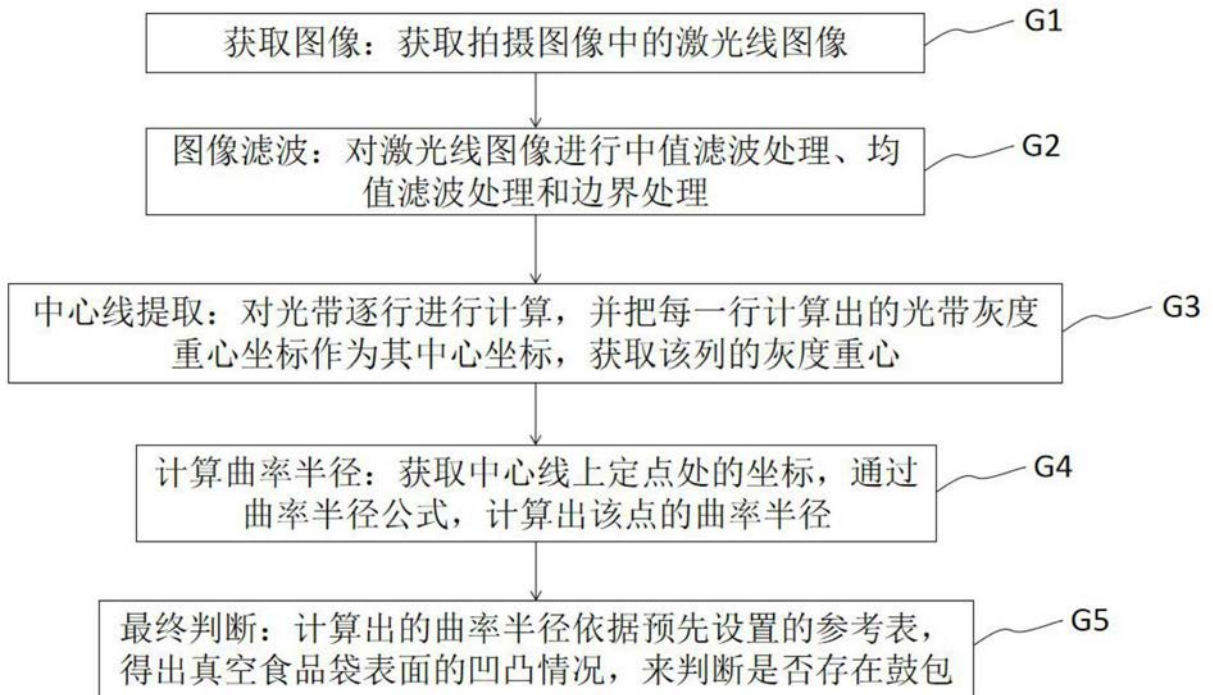 获取图像：获取拍摄图像中的激光线图像
G1
图像滤波：对激光线图像进行中值滤波处理、均
值滤波处理和边界处理
G2
中心线提取：对光带逐行进行计算，并把每一行计算出的光带灰度
重心坐标作为其中心坐标，获取该列的灰度重心
G3
计算曲率半径：获取中心线上定点处的坐标，通过
曲率半径公式，计算出该点的曲率半径
G4
最终判断：计算出的曲率半径依据预先设置的参考表，
得出真空食品袋表面的凹凸情况，来判断是否存在鼓包
G5